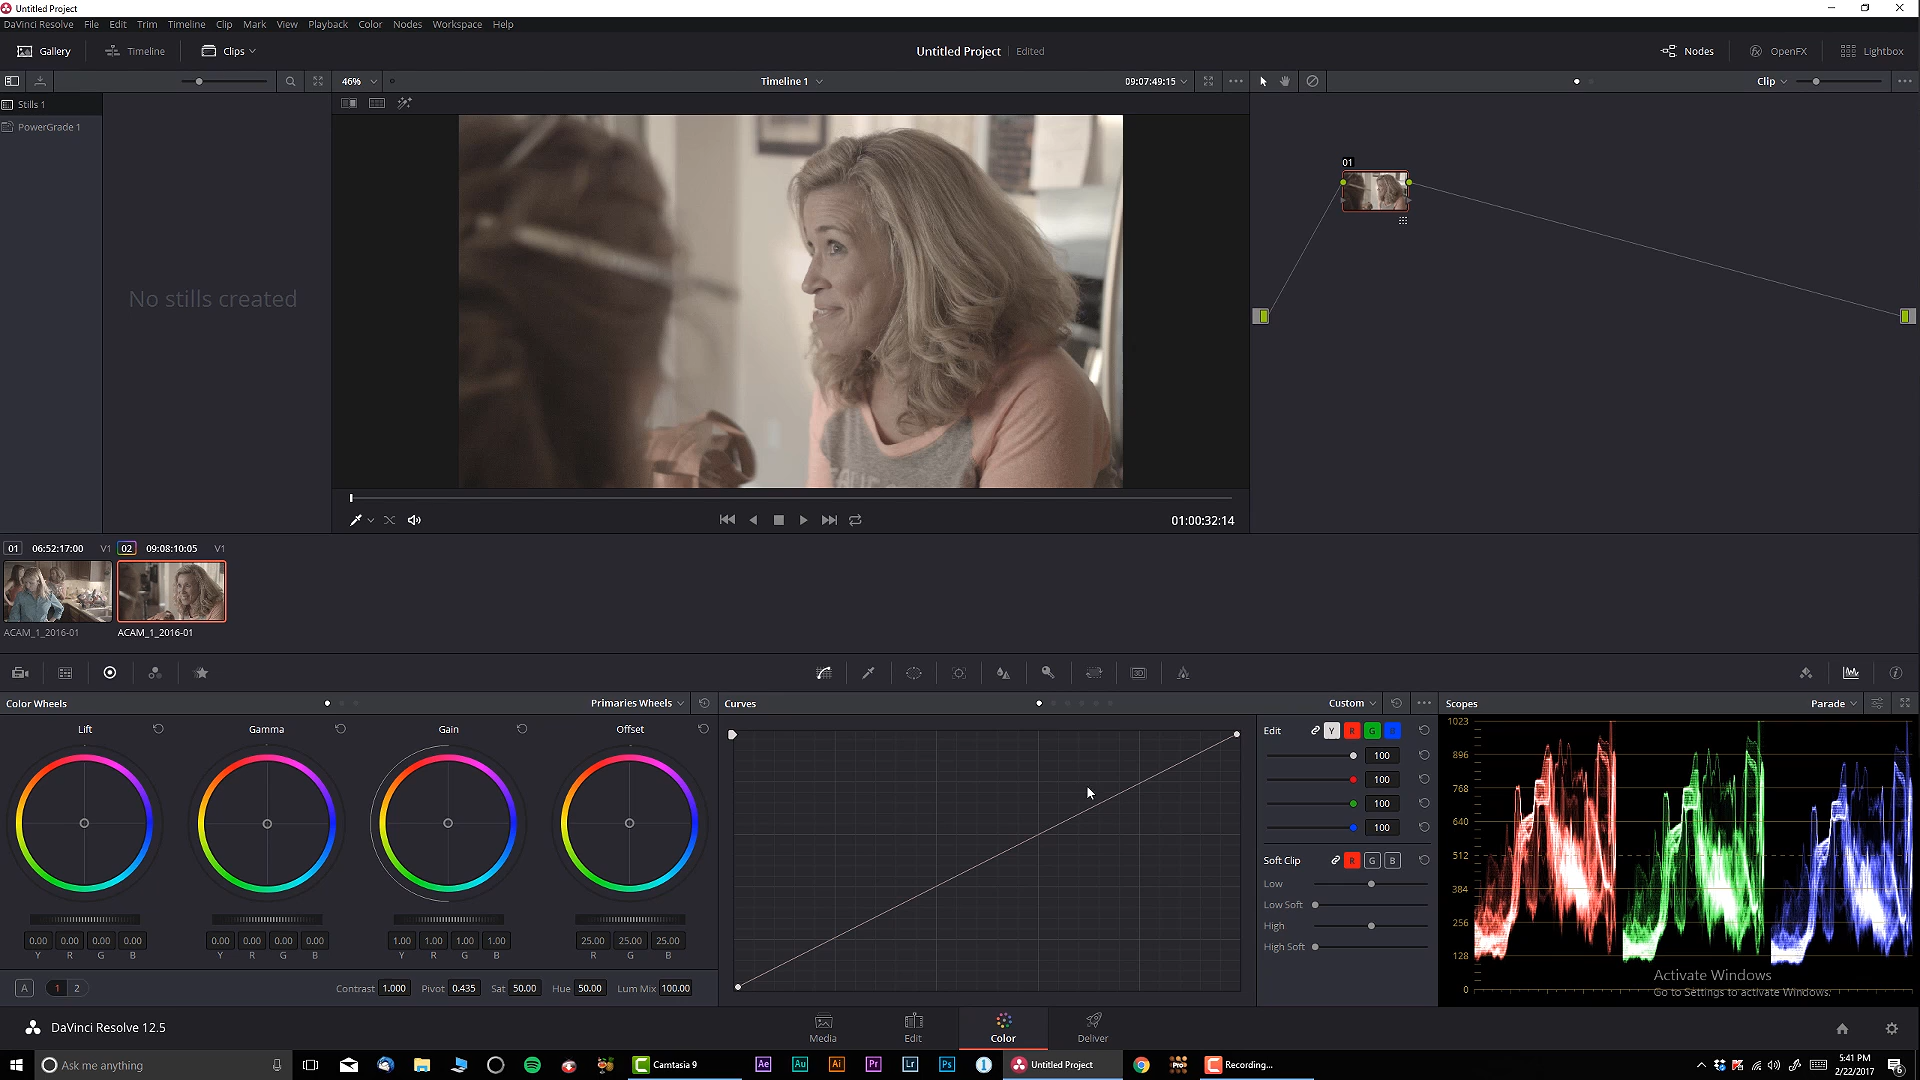 Untitled Project
DaVinci Resolve File Edit Trim Timeline Clip Mark View Playback Color Nodes Workspace Help
Gallery Timeline Clips Untitled Project Edited Nodes OpenFX Lightbox
46% Timeline 1 09:07:49:15 Clip
Stills 1
PowerGrade 1
No stills created
01
01:00:32:14
01 06:52:17:00 V1 02 09:08:10:05 V1
ACAM_1_2016-01 ACAM_1_2016-01
Color Wheels Primaries Wheels Curves Custom Scopes Parade
Lift Gamma Gain Offset
0.00 0.00 0.00 0.00 0.00 0.00 0.00 0.00 1.00 1.00 1.00 1.00 25.00 25.00 25.00
Y R G B Y R G B Y R G B R G B
A 1 2 Contrast 1.000 Pivot 0.435 Sat 50.00 Hue 50.00 Lum Mix 100.00
Edit Y R G B
100
100
100
100
Soft Clip R G B
Low
Low Soft
High
High Soft
1023
896
768
640
512
384
256
128
0
Activate Windows
Go to Settings to activate Windows.
DaVinci Resolve 12.5 Media Edit Color Deliver
Ask me anything Camtasia 9 Ae Au Ai Pr Lr Ps Untitled Project Pro Recording... 5:41 PM
2/22/2017 6